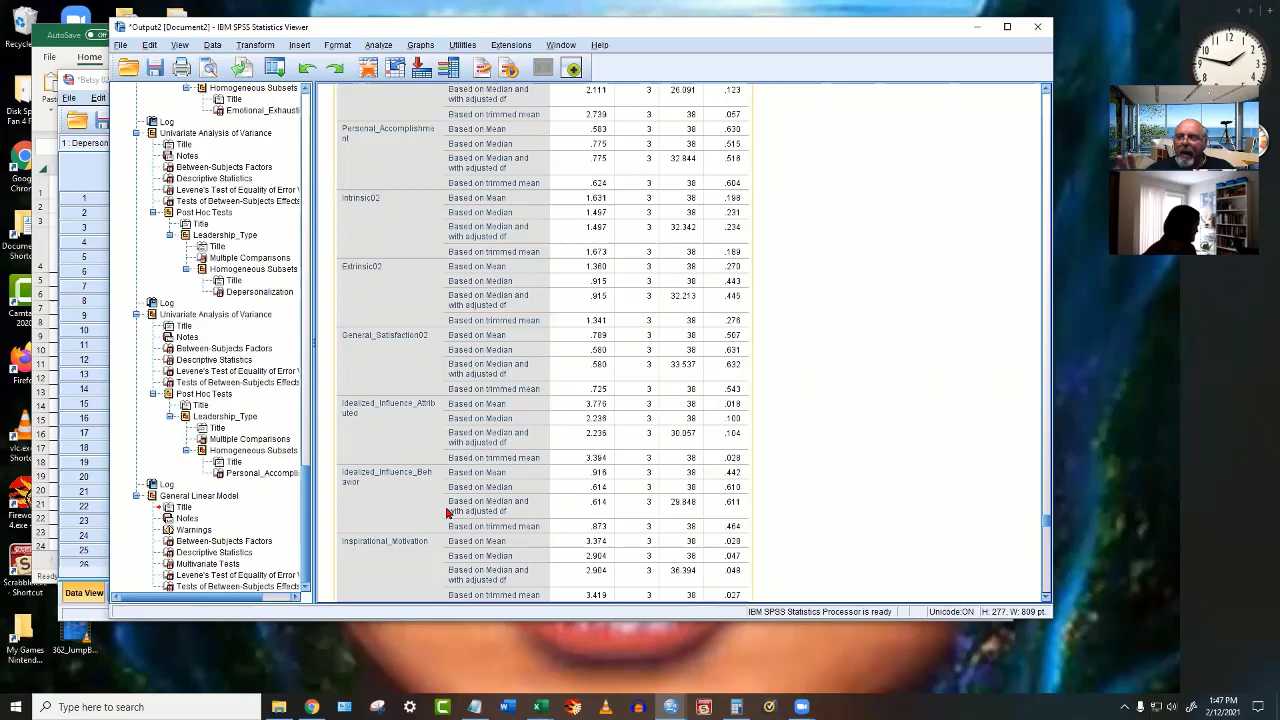 *Output2 [Document2] - IBM SPSS Statistics Viewer
File Edit View Data Transform Insert Format Analyze Graphs Utilities Extensions Window Help
Recycle
AutoSave Off
File Home
Paste
*Betsy
File Edit
1 : Deperson
Homogeneous Subsets
Title
Emotional_Exhausti
Log
Univariate Analysis of Variance
Title
Notes
Between-Subjects Factors
Descriptive Statistics
Levene's Test of Equality of Error V
Tests of Between-Subjects Effects
Post Hoc Tests
Title
Leadership_Type
Title
Multiple Comparisons
Homogeneous Subsets
Title
Depersonalization
Log
Univariate Analysis of Variance
Title
Notes
Between-Subjects Factors
Descriptive Statistics
Levene's Test of Equality of Error V
Tests of Between-Subjects Effects
Post Hoc Tests
Title
Leadership_Type
Title
Multiple Comparisons
Homogeneous Subsets
Title
Personal_Accompli
Log
General Linear Model
Title
Notes
Warnings
Between-Subjects Factors
Descriptive Statistics
Multivariate Tests
Levene's Test of Equality of Error V
Tests of Between-Subjects Effects
Based on Median and with adjusted df 2.111 3 26.091 .123
Based on trimmed mean 2.739 3 38 .057
Personal_Accomplishment Based on Mean .583 3 38 .630
Based on Median .775 3 38 .515
Based on Median and with adjusted df .775 3 32.944 .516
Based on trimmed mean .624 3 38 .604
Intrinsic02 Based on Mean 1.631 3 38 .198
Based on Median 1.497 3 38 .231
Based on Median and with adjusted df 1.497 3 32.342 .234
Based on trimmed mean 1.673 3 38 .189
Extrinsic02 Based on Mean 1.360 3 38 .270
Based on Median .915 3 38 .443
Based on Median and with adjusted df .915 3 32.213 .445
Based on trimmed mean 1.341 3 38 .276
General_Satisfaction02 Based on Mean .789 3 38 .507
Based on Median .580 3 38 .631
Based on Median and with adjusted df .580 3 33.537 .632
Based on trimmed mean .725 3 38 .543
Idealized_Influence_Attributed Based on Mean 3.776 3 38 .018
Based on Median 2.236 3 38 .100
Based on Median and with adjusted df 2.236 3 30.057 .104
Based on trimmed mean 3.394 3 38 .028
Idealized_Influence_Behavior Based on Mean .916 3 38 .442
Based on Median .614 3 38 .610
Based on Median and with adjusted df .614 3 29.848 .611
Based on trimmed mean .873 3 38 .464
Inspirational_Motivation Based on Mean 3.374 3 38 .028
Based on Median 2.904 3 38 .047
Based on Median and with adjusted df 2.904 3 36.394 .048
Based on trimmed mean 3.419 3 38 .027
IBM SPSS Statistics Processor is ready Unicode:ON H: 277, W: 809 pt.
Data View
My Games
Nintend...
362_JumpB...
Type here to search
1:47 PM
2/12/2021